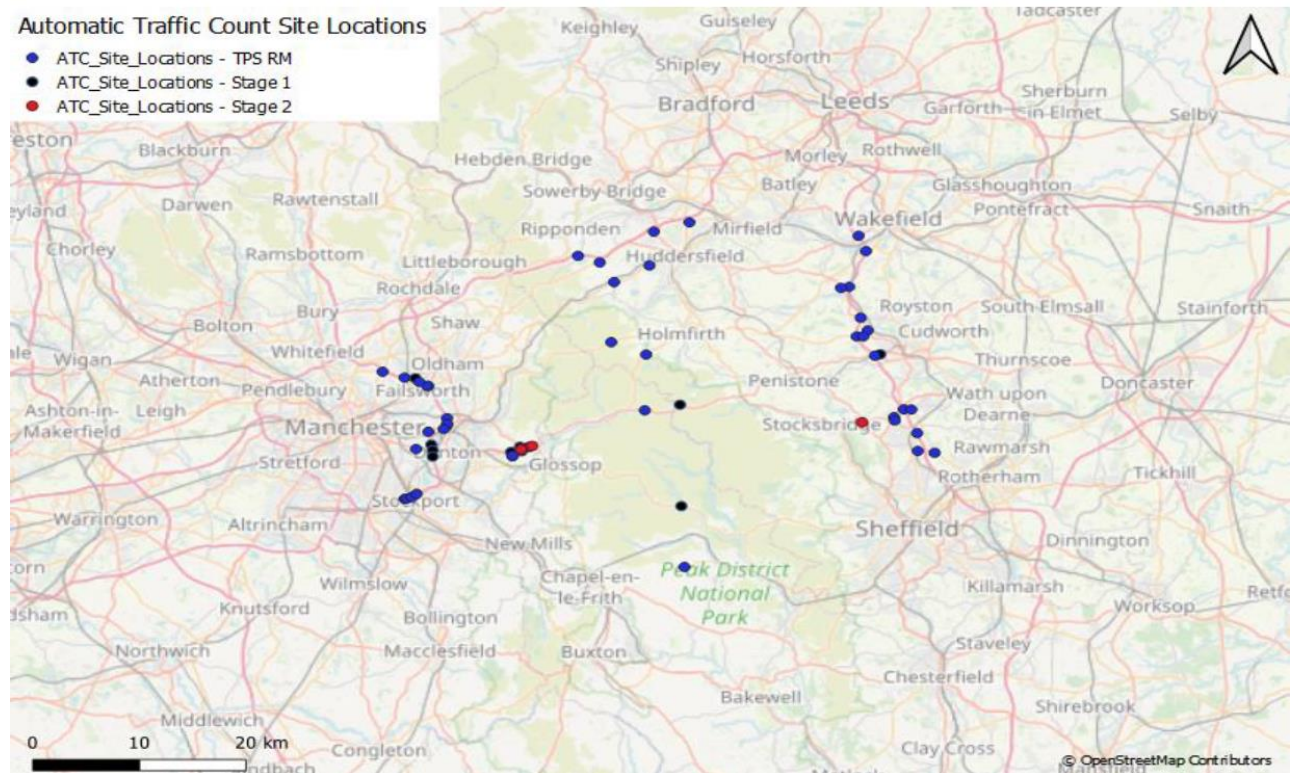 Automatic Traffic Count Site Locations
ATC_Site_Locations - TPS RM
ATC_Site_Locations - Stage 1
ATC_Site_Locations - Stage 2
Tadcaster
Keighley
Guiseley
Shipley
Horsforth
Bradford
Leeds
Garforth
Sherburn
in Elmet
Selby
eston
Blackburn
Hebden Bridge
Morley
Rothwell
Darwen
Rawtenstall
Sowerby Bridge
Batley
Glasshoughton
eyland
Ripponden
Mirfield
Wakefield
Pontefract
Snaith
Chorley
Ramsbottom
Littleborough
Huddersfield
Rochdale
Royston
South Elmsall
Stainforth
Bury
Shaw
Bolton
Holmfirth
Cudworth
Wigan
Whitefield
Oldham
Thurnscoe
Atherton
Pendlebury
Failsworth
Penistone
Doncaster
Ashton-in-
Makerfield
Leigh
Manchester
Stocksbridge
Wath upon
Dearne
Stretford
Denton
Glossop
Rawmarsh
Rotherham
Tickhill
Warrington
Altrincham
Stockport
Sheffield
New Mills
Dinnington
Wilmslow
Chapel-en-
le-Frith
Peak District
National
Park
Killamarsh
Worksop
Retfo
dsham
Knutsford
Bollington
Northwich
Macclesfield
Buxton
Staveley
Chesterfield
Bakewell
Shirebrook
Middlewich
Congleton
Clay Cross
0 10 20 km
© OpenStreetMap Contributors